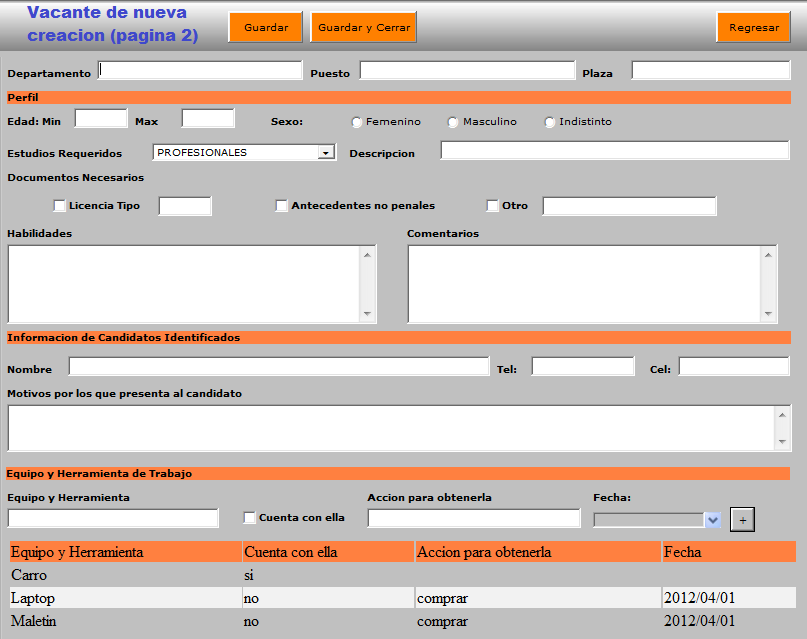 Vacante de nueva
creacion (pagina 2)
Guardar
Guardar y Cerrar
Regresar
Departamento
Puesto
Plaza
Perfil
Edad: Min
Max
Sexo:
Femenino
Masculino
Indistinto
Estudios Requeridos
PROFESIONALES
Descripcion
Documentos Necesarios
Licencia Tipo
Antecedentes no penales
Otro
Habilidades
Comentarios
Informacion de Candidatos Identificados
Nombre
Tel:
Cel:
Motivos por los que presenta al candidato
Equipo y Herramienta de Trabajo
Equipo y Herramienta
Cuenta con ella
Accion para obtenerla
Fecha:
+
Equipo y Herramienta Cuenta con ella Accion para obtenerla Fecha
Carro si
Laptop no comprar 2012/04/01
Maletin no comprar 2012/04/01